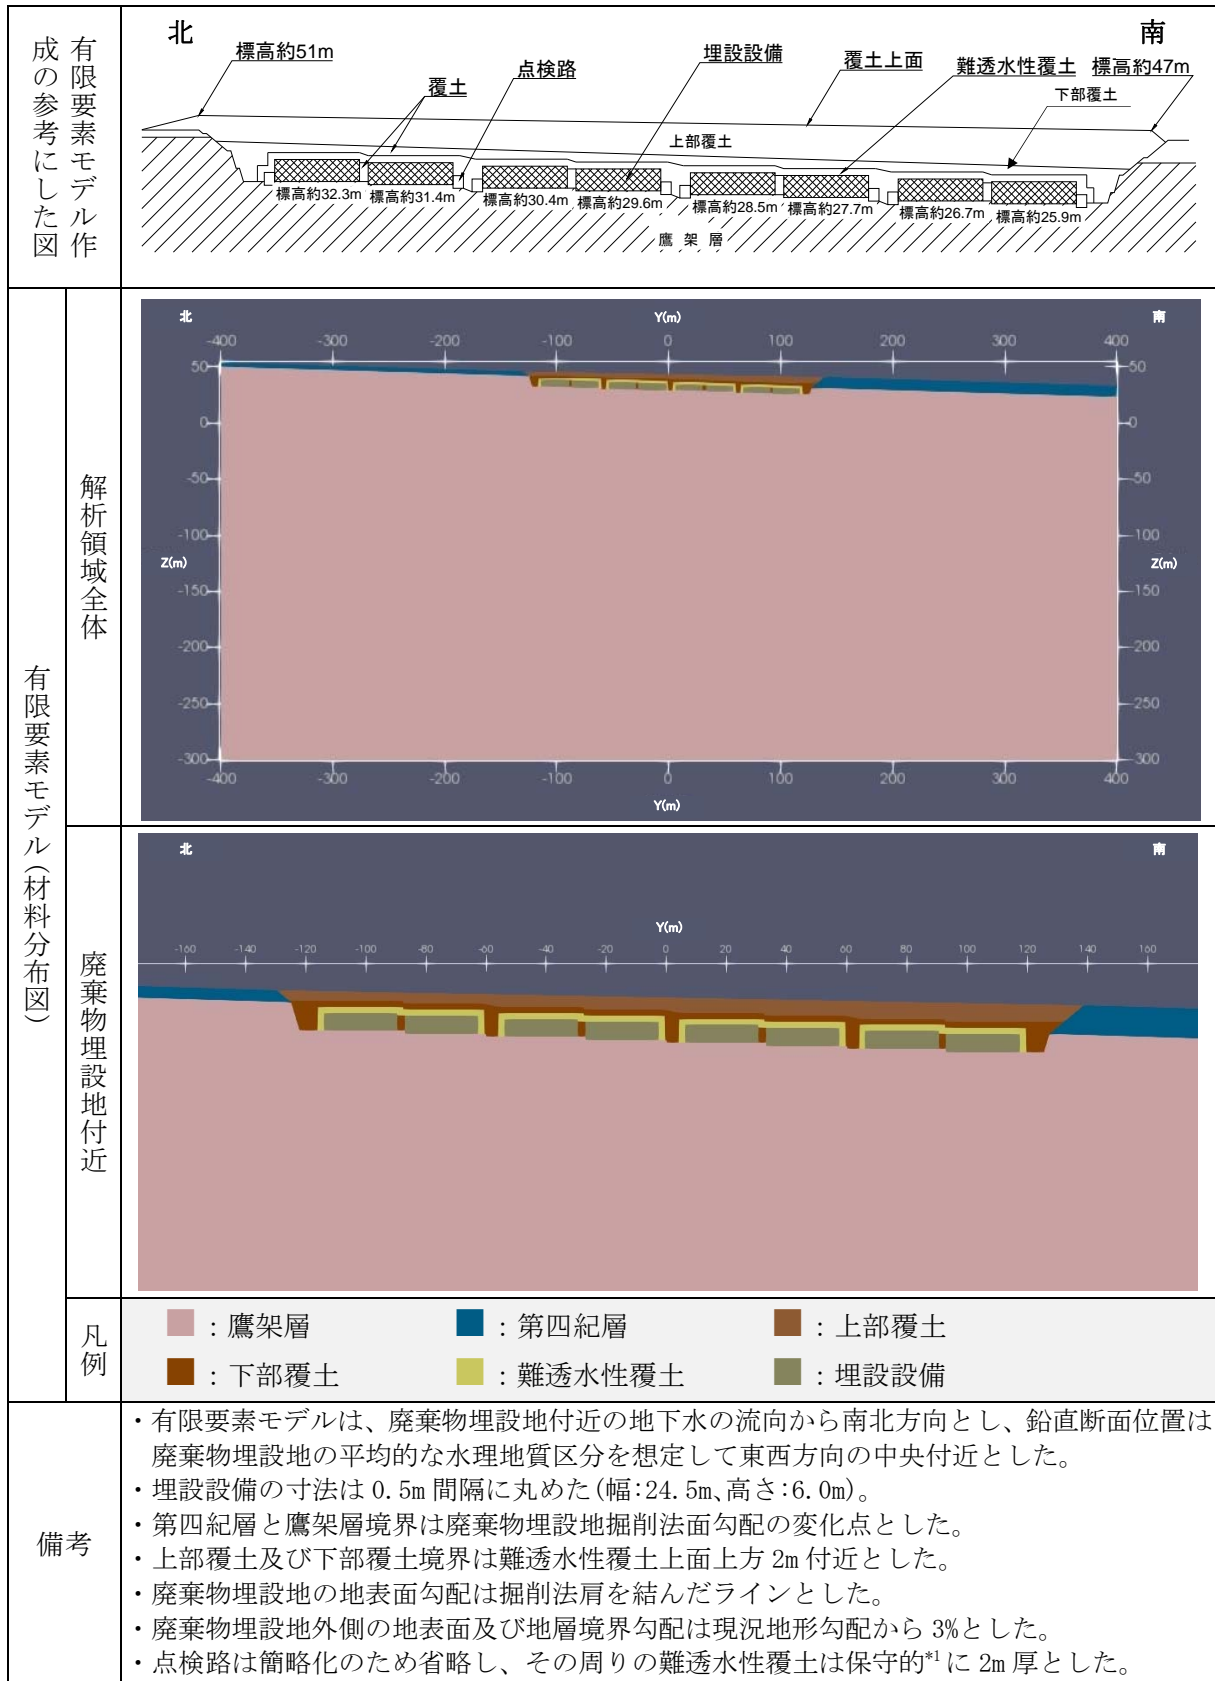 有限要素モデル作
成の参考にした図
北
南
標高約51m
覆土
点検路
埋設設備
覆土上面
難透水性覆土
標高約47m
下部覆土
上部覆土
標高約32.3m
標高約31.4m
標高約30.4m
標高約29.6m
標高約28.5m
標高約27.7m
標高約26.7m
標高約25.9m
鷹架層
有限要素モデル(材料分布図)
解析領域全体
北
Y(m)
南
-400 -300 -200 -100 0 100 200 300 400
50 50
0 0
-50 -50
-100 -100
Z(m) Z(m)
-150 -150
-200 -200
-250 -250
-300 -300
-400 -300 -200 -100 0 100 200 300 400
Y(m)
廃棄物埋設地付近
北
南
Y(m)
-160 -140 -120 -100 -80 -60 -40 -20 0 20 40 60 80 100 120 140 160
凡例
:鷹架層 :第四紀層 :上部覆土
:下部覆土 :難透水性覆土 :埋設設備
備考
・有限要素モデルは、廃棄物埋設地付近の地下水の流向から南北方向とし、鉛直断面位置は
廃棄物埋設地の平均的な水理地質区分を想定して東西方向の中央付近とした。
・埋設設備の寸法は 0.5m 間隔に丸めた(幅:24.5m、高さ:6.0m)。
・第四紀層と鷹架層境界は廃棄物埋設地掘削法面勾配の変化点とした。
・上部覆土及び下部覆土境界は難透水性覆土上面上方 2m 付近とした。
・廃棄物埋設地の地表面勾配は掘削法肩を結んだラインとした。
・廃棄物埋設地外側の地表面及び地層境界勾配は現況地形勾配から 3%とした。
・点検路は簡略化のため省略し、その周りの難透水性覆土は保守的*1に 2m 厚とした。